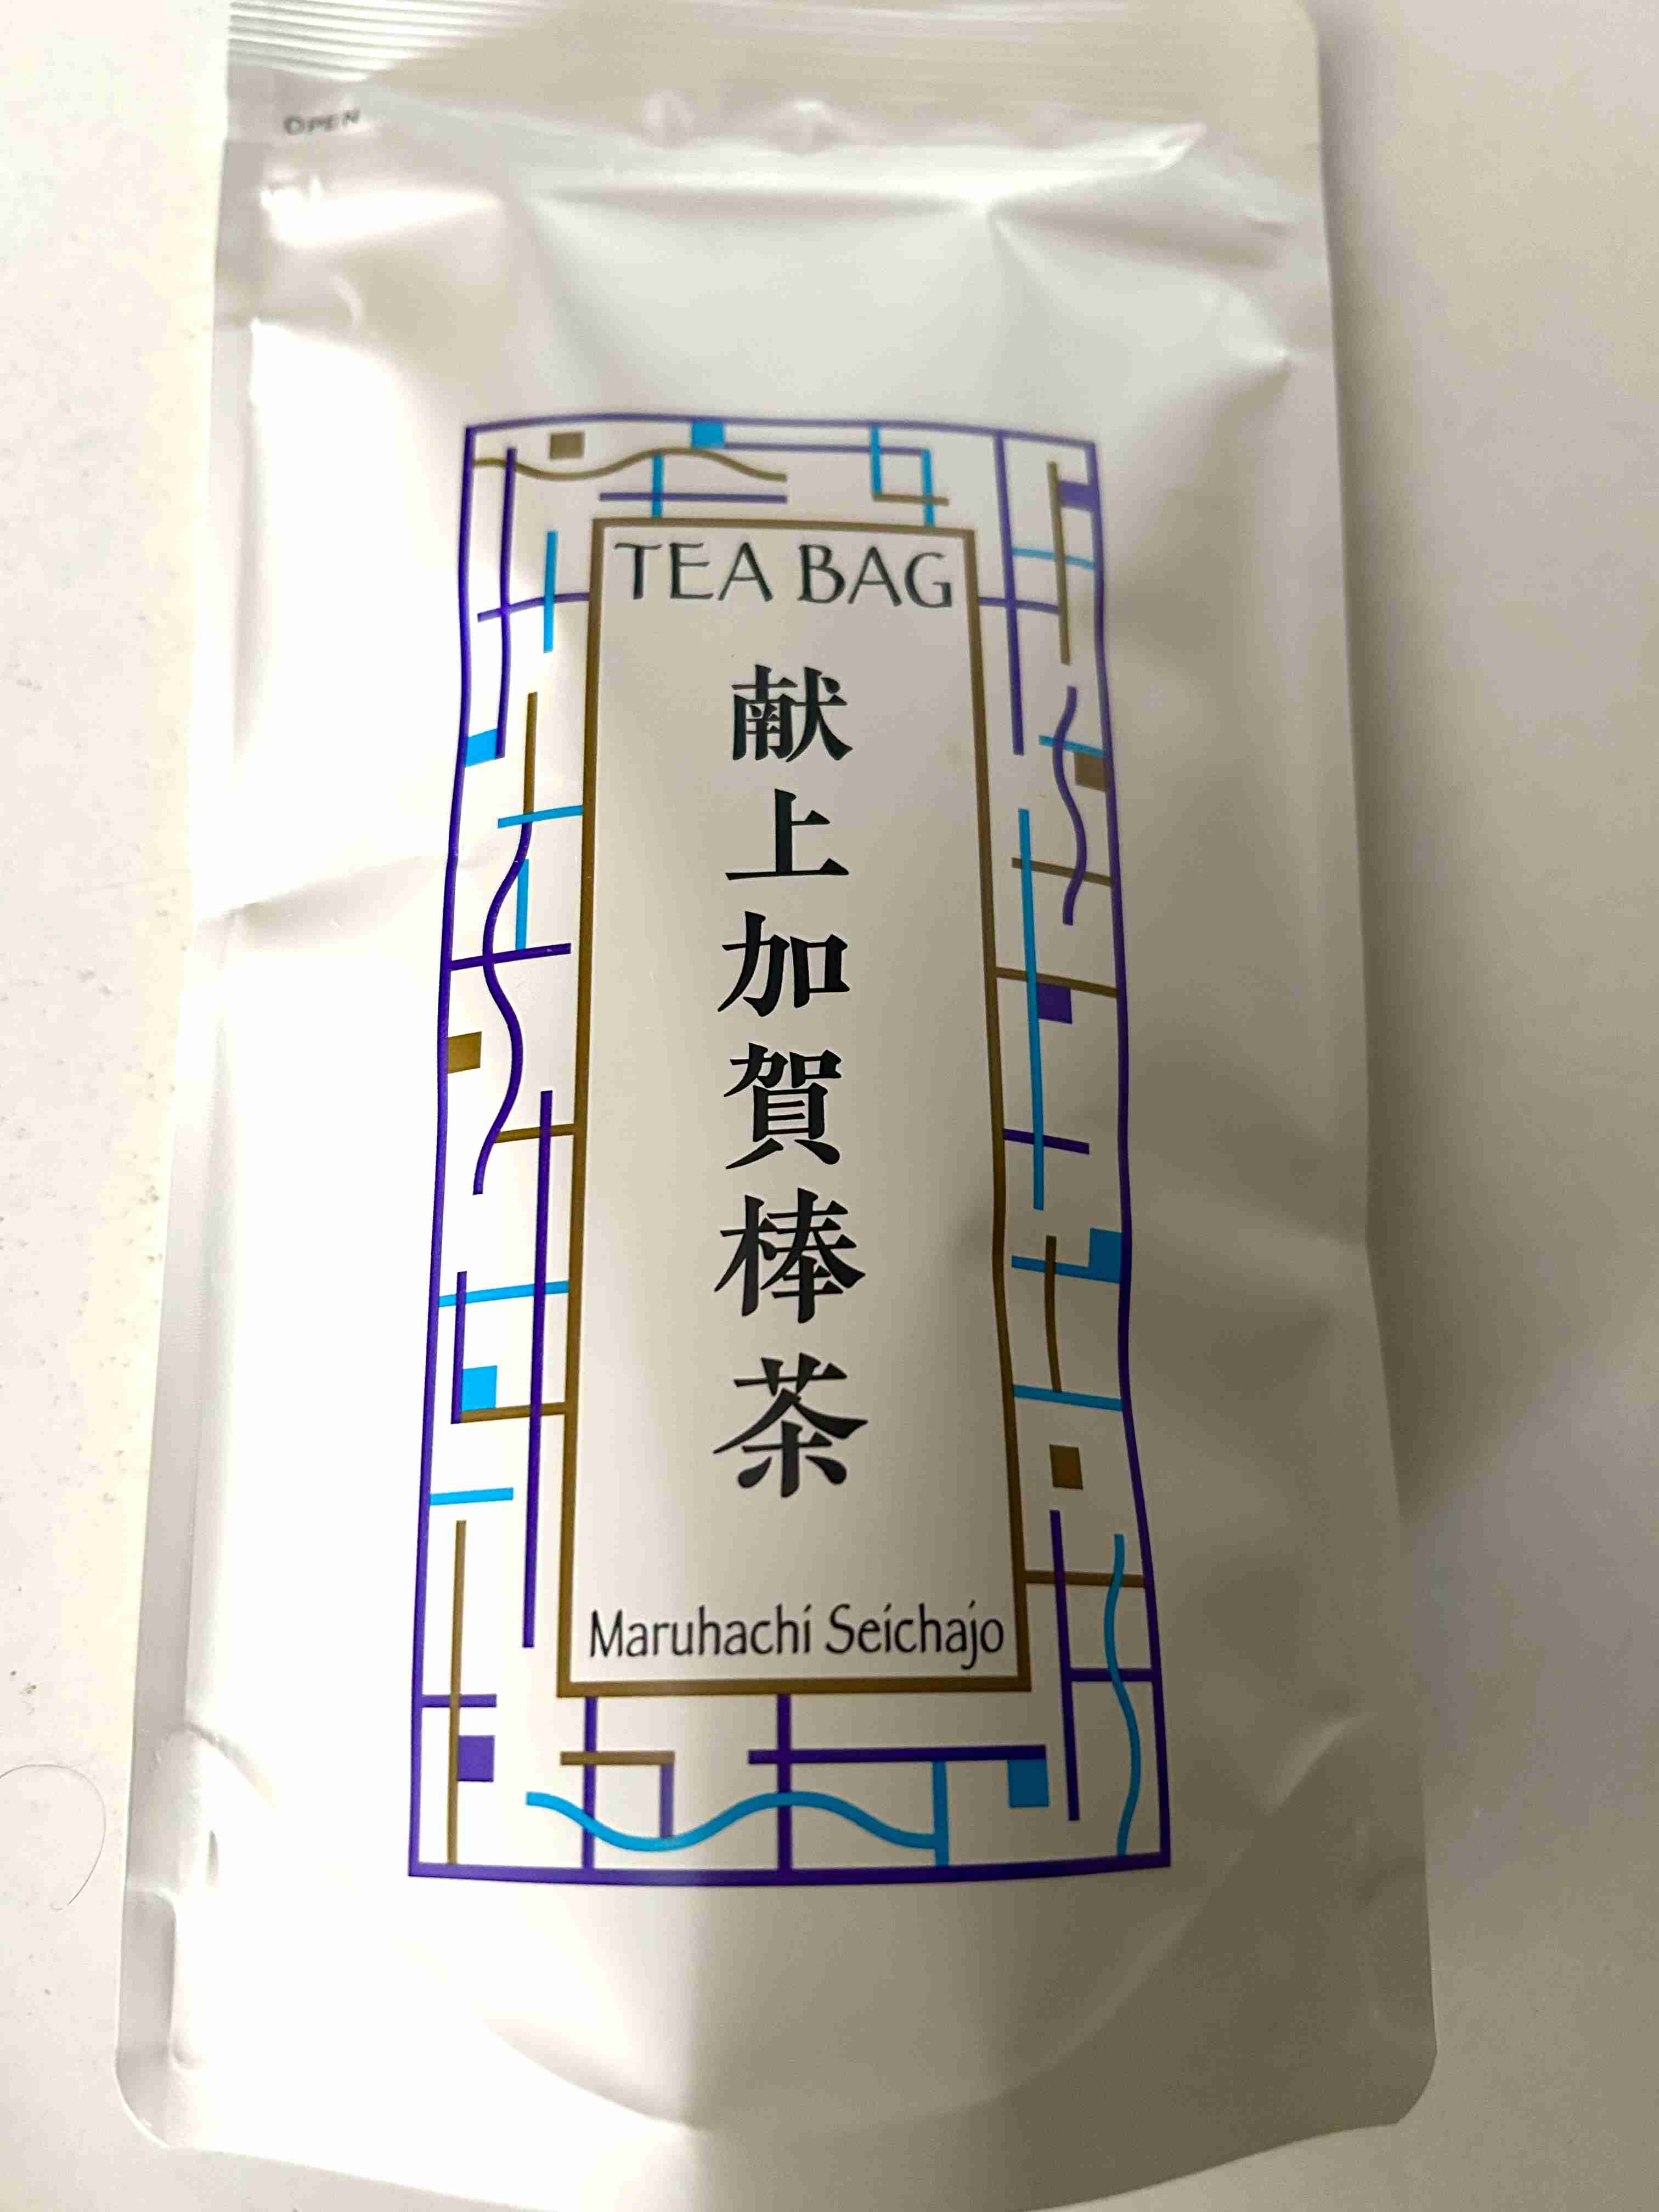 OPEN
TEA BAG
献上加賀棒茶
Maruhachi Seichajo